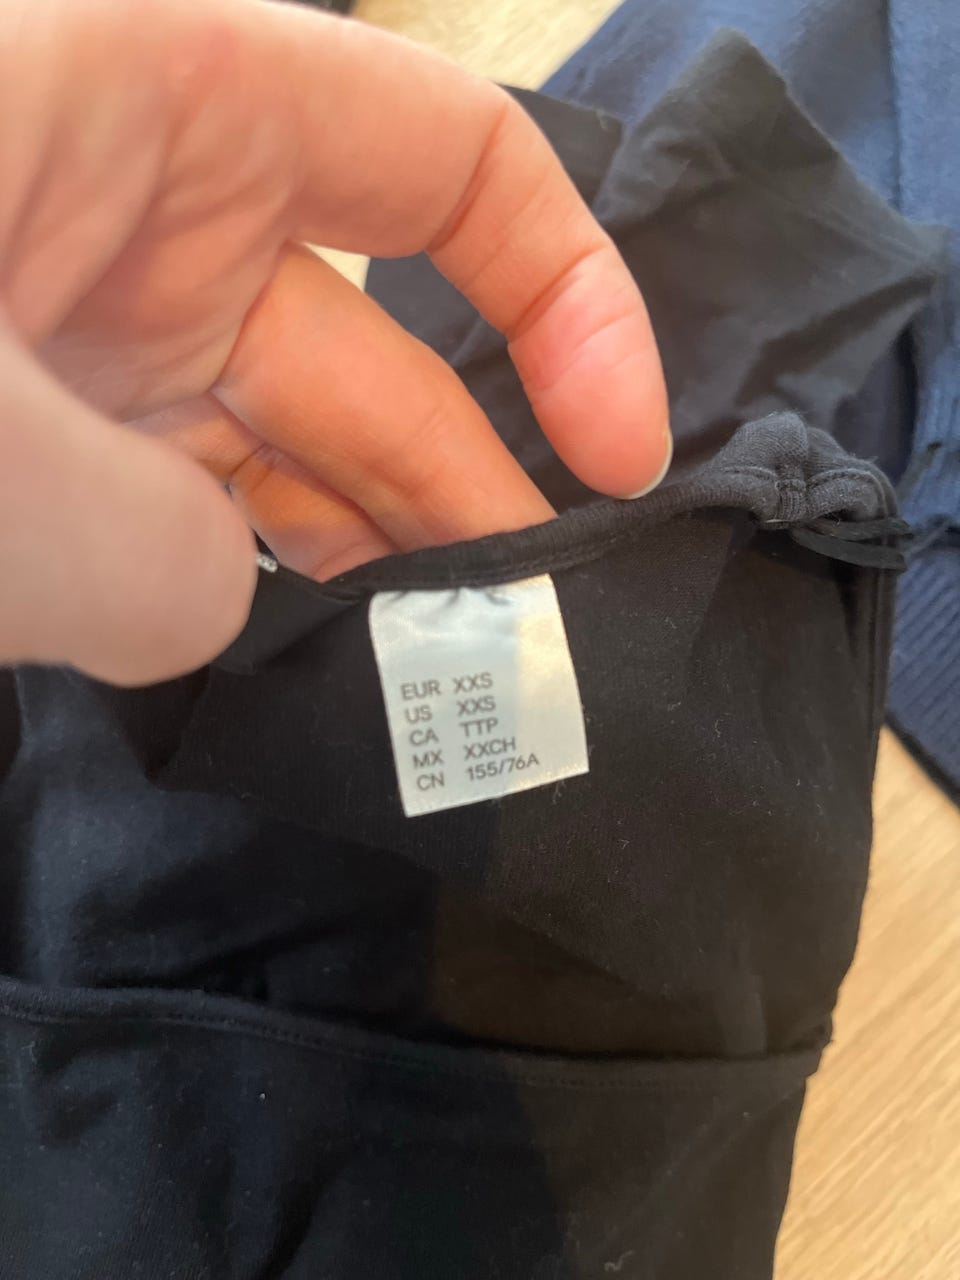 EUR XXS
US XXS
CA TTP
MX XXCH
CN 155/76A